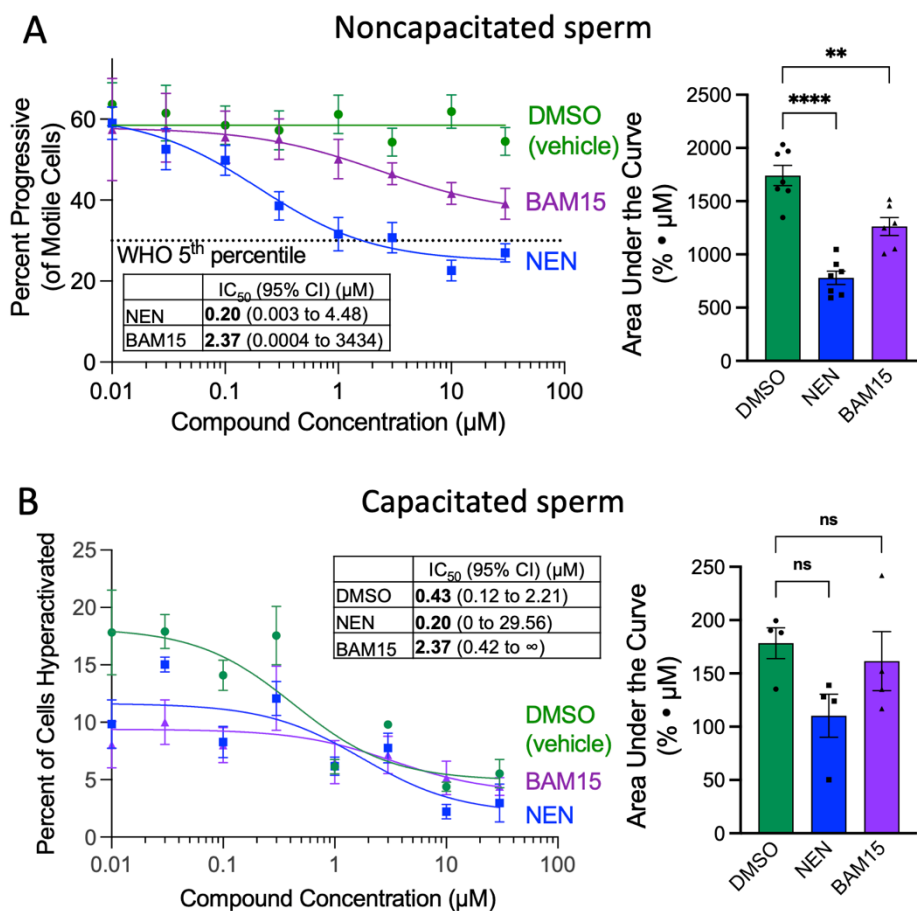 A
Noncapacitated sperm
Percent Progressive
(of Motile Cells)
60
40
20
0
0.01
0.1
1
10
100
Compound Concentration (µM)
DMSO
(vehicle)
BAM15
NEN
WHO 5th percentile
IC50 (95% CI) (µM)
NEN 0.20 (0.003 to 4.48)
BAM15 2.37 (0.0004 to 3434)
Area Under the Curve
(% • µM)
2500
2000
1500
1000
500
0
**
****
DMSO
NEN
BAM15
B
Capacitated sperm
Percent of Cells Hyperactivated
25
20
15
10
5
0
0.01
0.1
1
10
100
Compound Concentration (µM)
IC50 (95% CI) (µM)
DMSO 0.43 (0.12 to 2.21)
NEN 0.20 (0 to 29.56)
BAM15 2.37 (0.42 to ∞)
DMSO
(vehicle)
BAM15
NEN
Area Under the Curve
(% • µM)
250
200
150
100
50
0
ns
ns
DMSO
NEN
BAM15